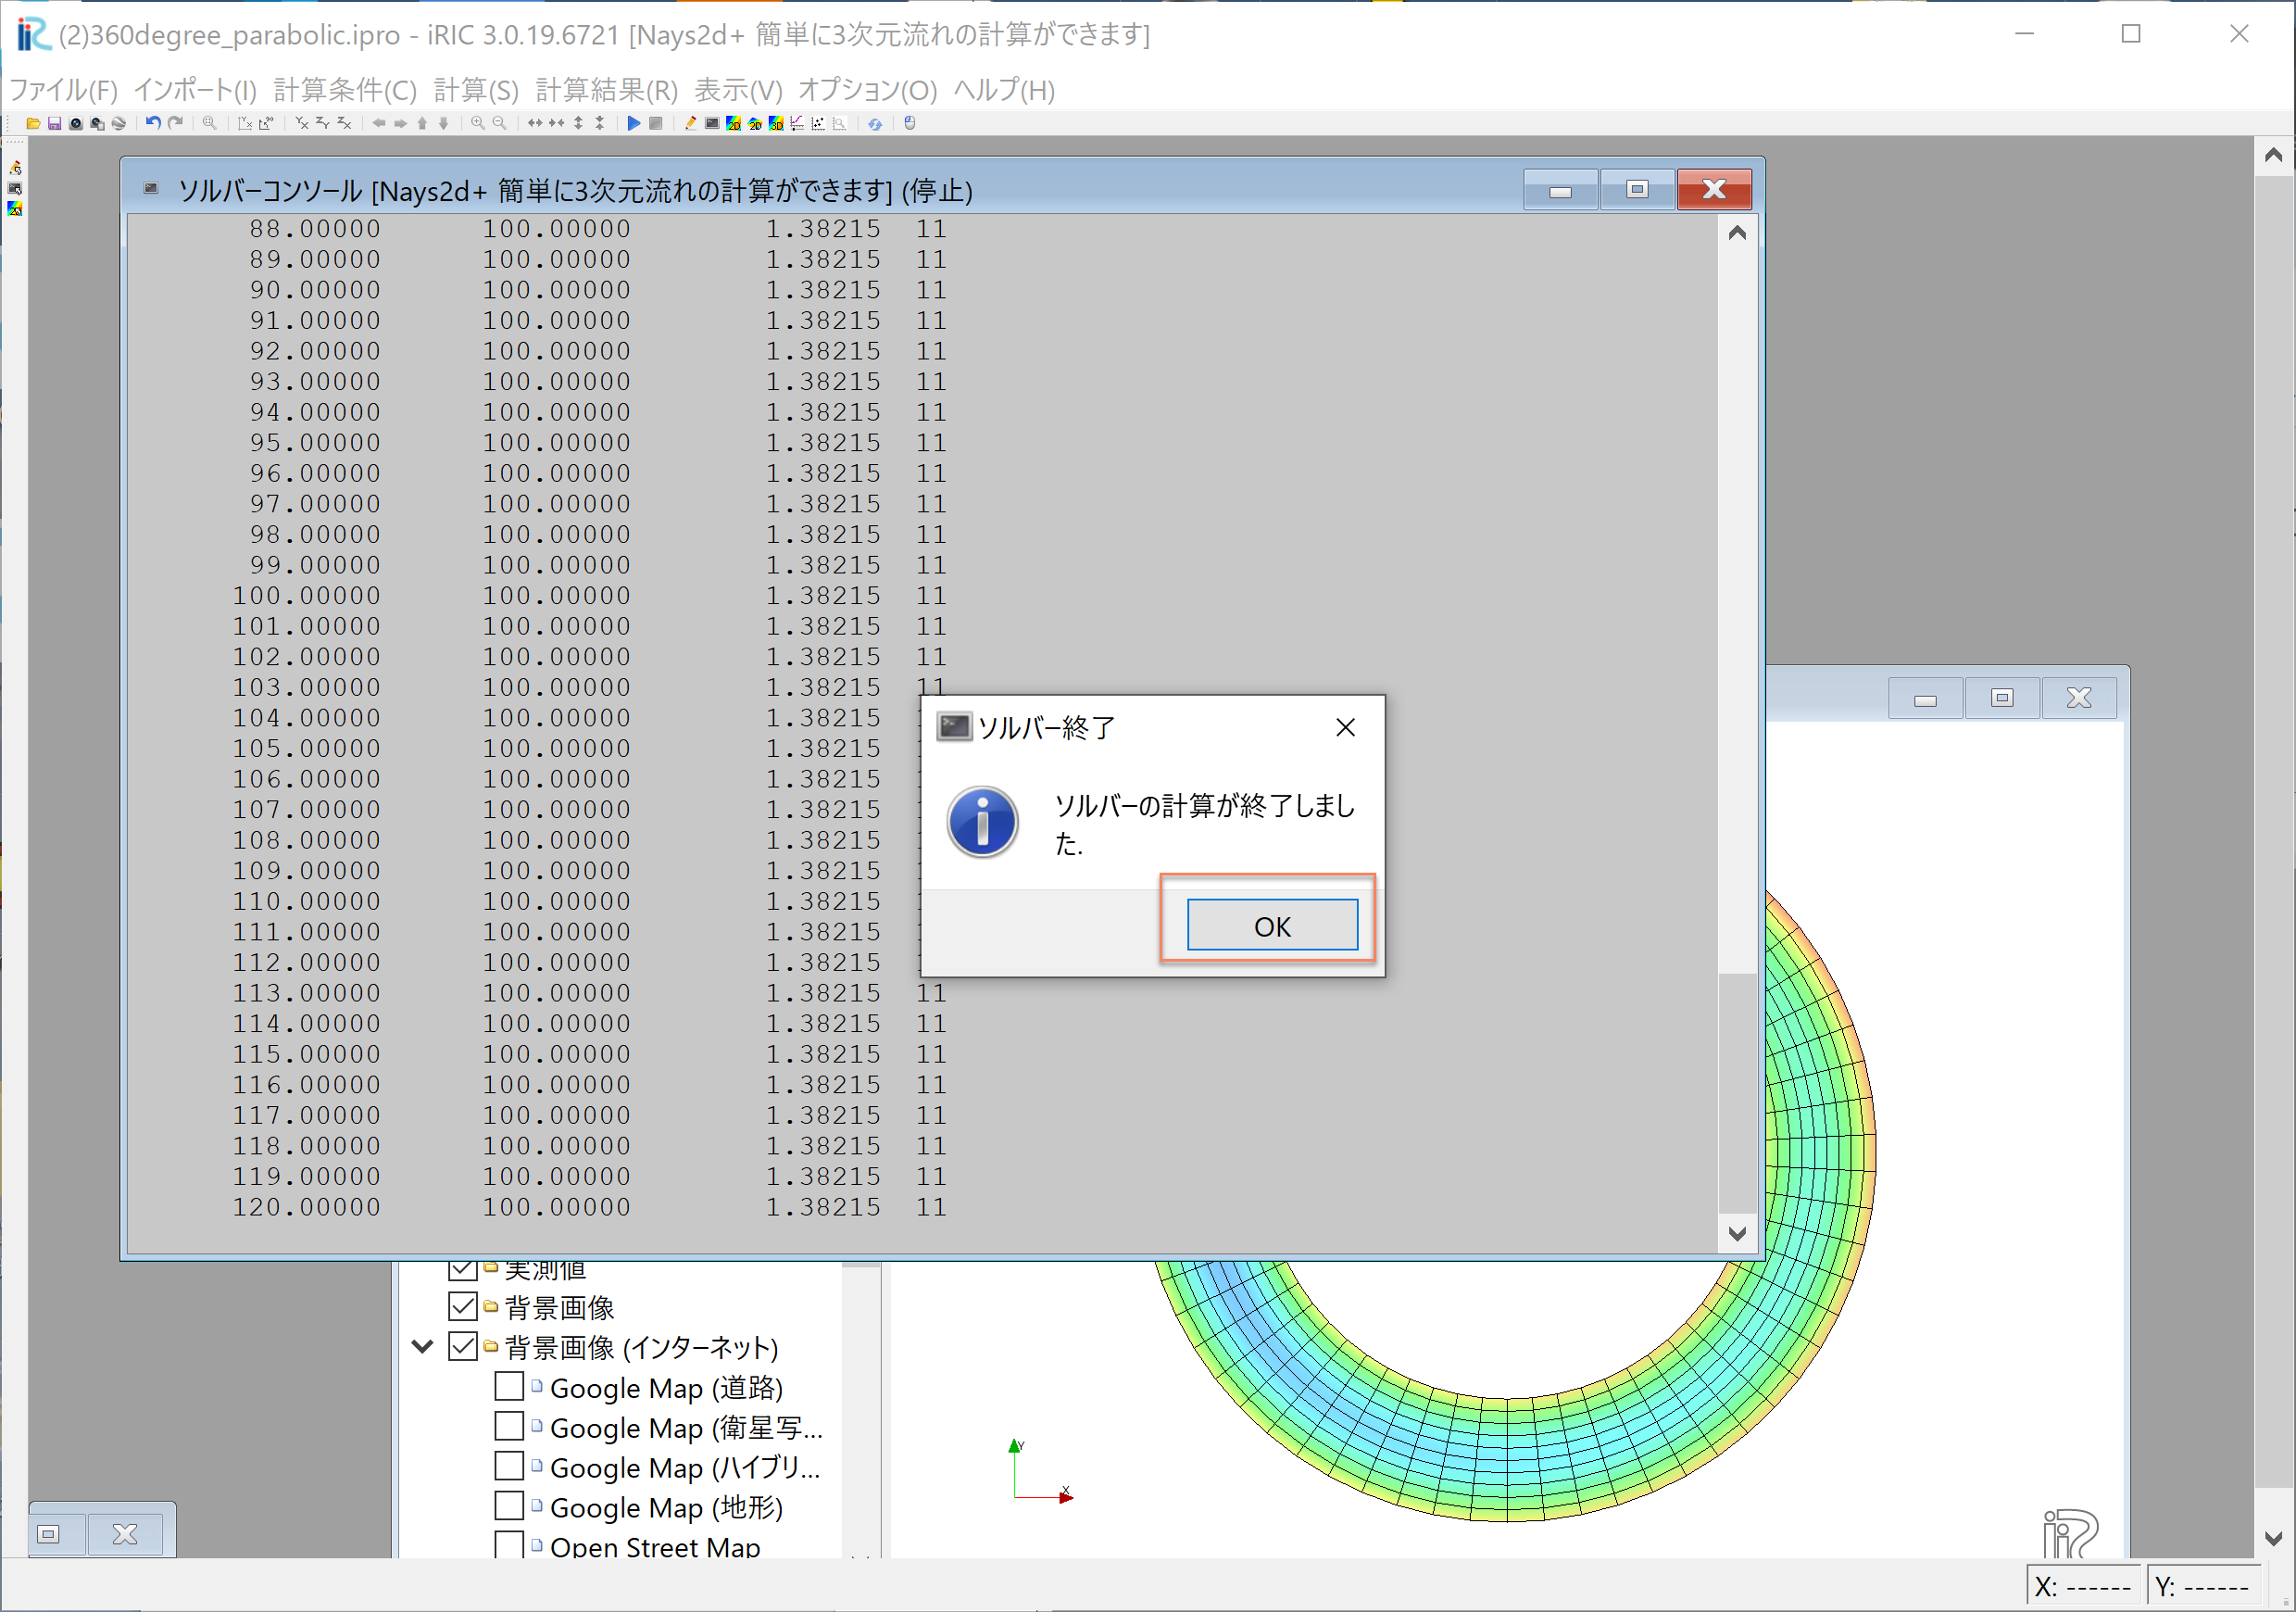 (2)360degree_parabolic.ipro - iRIC 3.0.19.6721 [Nays2d+ 簡単に3次元流れの計算ができます]
ファイル(F) インポート(I) 計算条件(C) 計算(S) 計算結果(R) 表示(V) オプション(O) ヘルプ(H)
ソルバーコンソール [Nays2d+ 簡単に3次元流れの計算ができます] (停止)
88.00000 100.00000 1.38215 11
89.00000 100.00000 1.38215 11
90.00000 100.00000 1.38215 11
91.00000 100.00000 1.38215 11
92.00000 100.00000 1.38215 11
93.00000 100.00000 1.38215 11
94.00000 100.00000 1.38215 11
95.00000 100.00000 1.38215 11
96.00000 100.00000 1.38215 11
97.00000 100.00000 1.38215 11
98.00000 100.00000 1.38215 11
99.00000 100.00000 1.38215 11
100.00000 100.00000 1.38215 11
101.00000 100.00000 1.38215 11
102.00000 100.00000 1.38215 11
103.00000 100.00000 1.38215 11
104.00000 100.00000 1.38215
105.00000 100.00000 1.38215
106.00000 100.00000 1.38215
107.00000 100.00000 1.38215
108.00000 100.00000 1.38215
109.00000 100.00000 1.38215
110.00000 100.00000 1.38215
111.00000 100.00000 1.38215
112.00000 100.00000 1.38215
113.00000 100.00000 1.38215 11
114.00000 100.00000 1.38215 11
115.00000 100.00000 1.38215 11
116.00000 100.00000 1.38215 11
117.00000 100.00000 1.38215 11
118.00000 100.00000 1.38215 11
119.00000 100.00000 1.38215 11
120.00000 100.00000 1.38215 11
ソルバー終了
ソルバーの計算が終了しまし
た.
OK
実測値
背景画像
背景画像 (インターネット)
Google Map (道路)
Google Map (衛星写...
Google Map (ハイブリ...
Google Map (地形)
Open Street Map
Y
X
X: ------
Y: ------